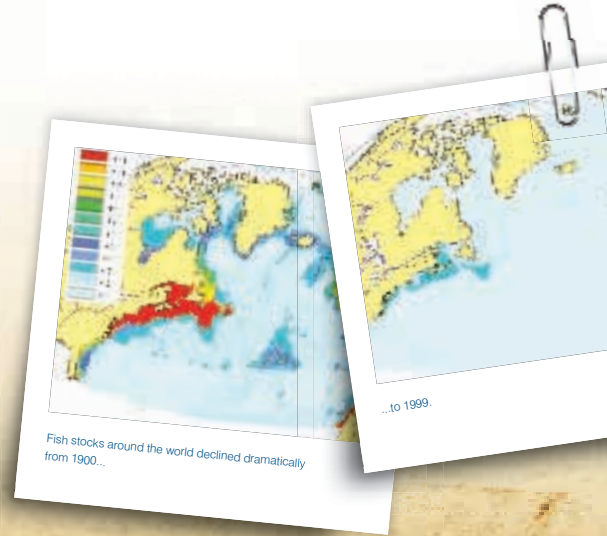 Fish stocks around the world declined dramatically
from 1900...
...to 1999.